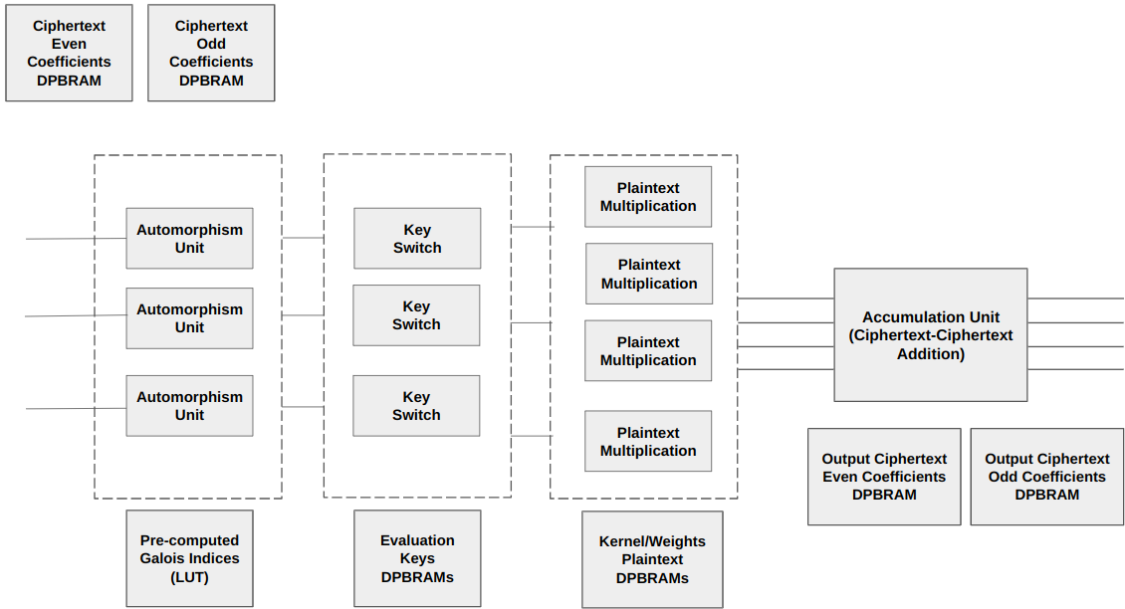 Ciphertext
Even
Coefficients
DPBRAM
Ciphertext
Odd
Coefficients
DPBRAM
Automorphism
Unit
Automorphism
Unit
Automorphism
Unit
Pre-computed
Galois Indices
(LUT)
Key
Switch
Key
Switch
Key
Switch
Evaluation
Keys
DPBRAMs
Plaintext
Multiplication
Plaintext
Multiplication
Plaintext
Multiplication
Plaintext
Multiplication
Kernel/Weights
Plaintext
DPBRAMs
Accumulation Unit
(Ciphertext-Ciphertext
Addition)
Output Ciphertext
Even Coefficients
DPBRAM
Output Ciphertext
Odd Coefficients
DPBRAM